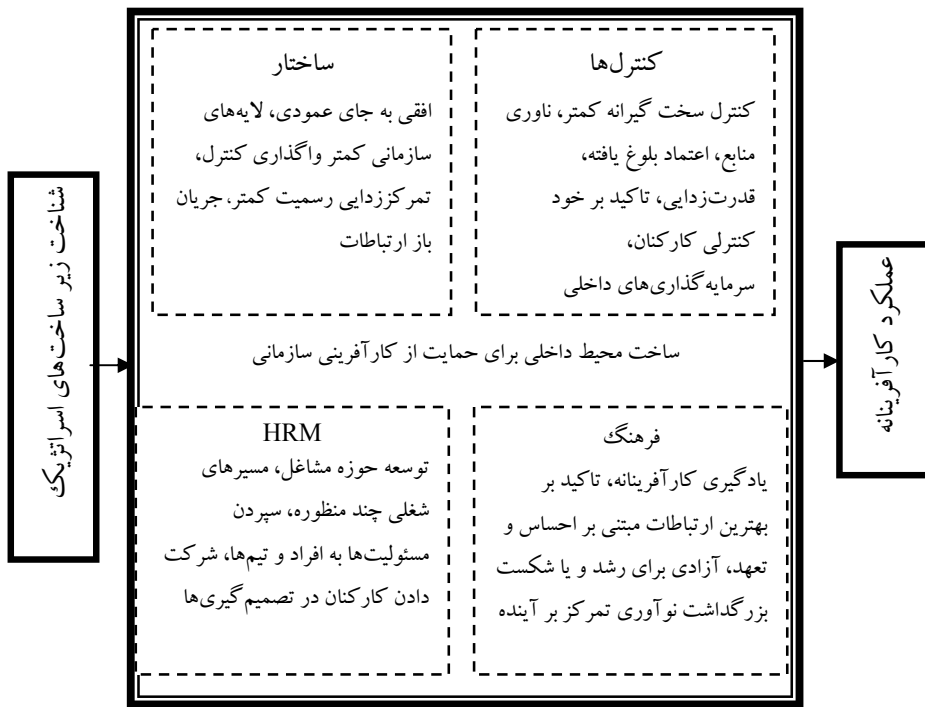 شناخت زیر ساخت‌های استراتژیک
کنترل‌ها
کنترل سخت گیرانه کمتر، ناوری
منابع، اعتماد بلوغ یافته،
قدرت‌زدایی، تاکید بر خود
کنترلی کارکنان،
سرمایه‌گذاری‌های داخلی
ساختار
افقی به جای عمودی، لایه‌های
سازمانی کمتر واگذاری کنترل،
تمرکززدایی رسمیت کمتر، جریان
باز ارتباطات
ساخت محیط داخلی برای حمایت از کارآفرینی سازمانی
فرهنگ
یادگیری کارآفرینانه، تاکید بر
بهترین ارتباطات مبتنی بر احساس و
تعهد، آزادی برای رشد و یا شکست
بزرگداشت نوآوری تمرکز بر آینده
HRM
توسعه حوزه مشاغل، مسیرهای
شغلی چند منظوره، سپردن
مسئولیت‌ها به افراد و تیم‌ها، شرکت
دادن کارکنان در تصمیم‌گیری‌ها
عملکرد کارآفرینانه